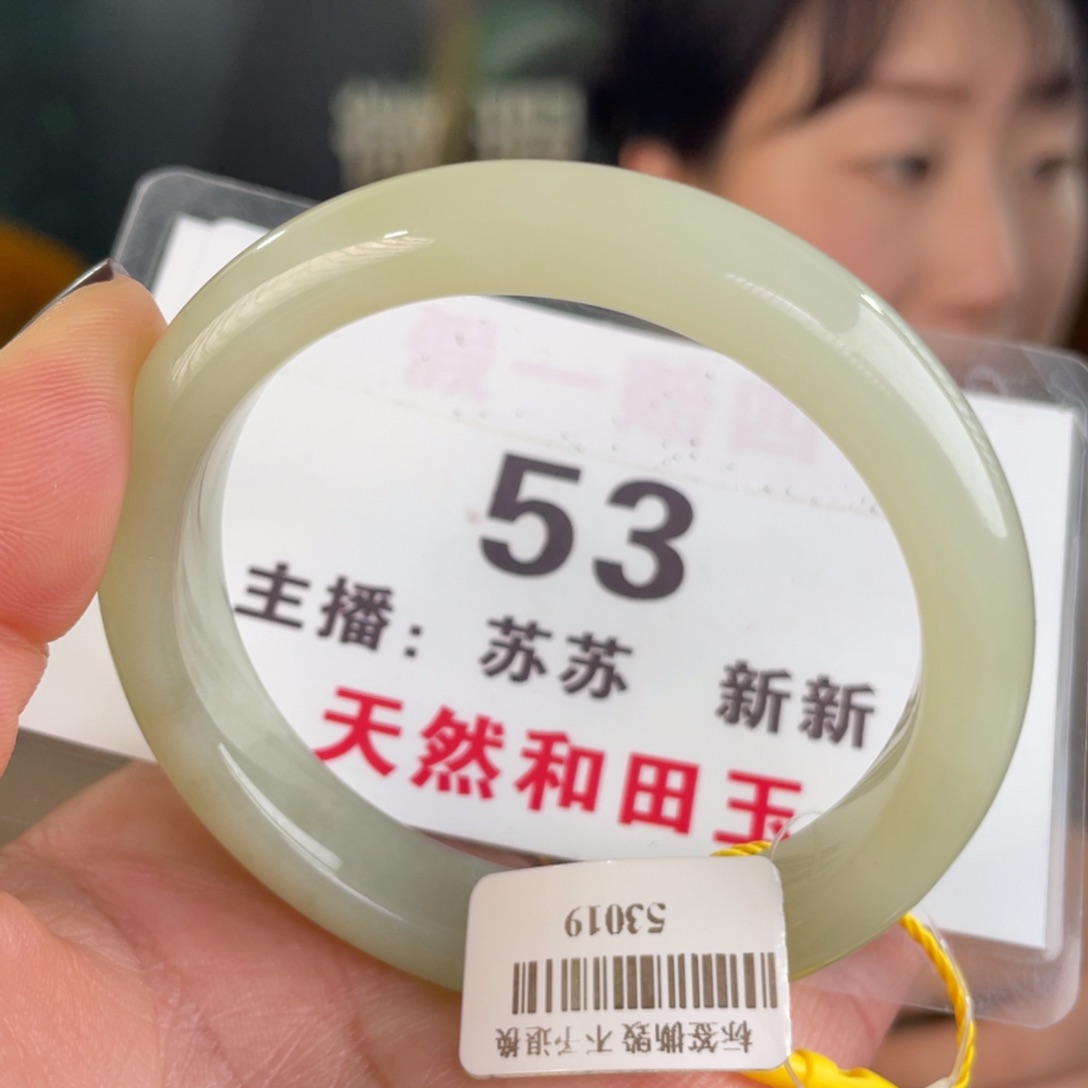 53
主播： 苏苏 新新
天然和田玉
53019
标签撕毁不予退换